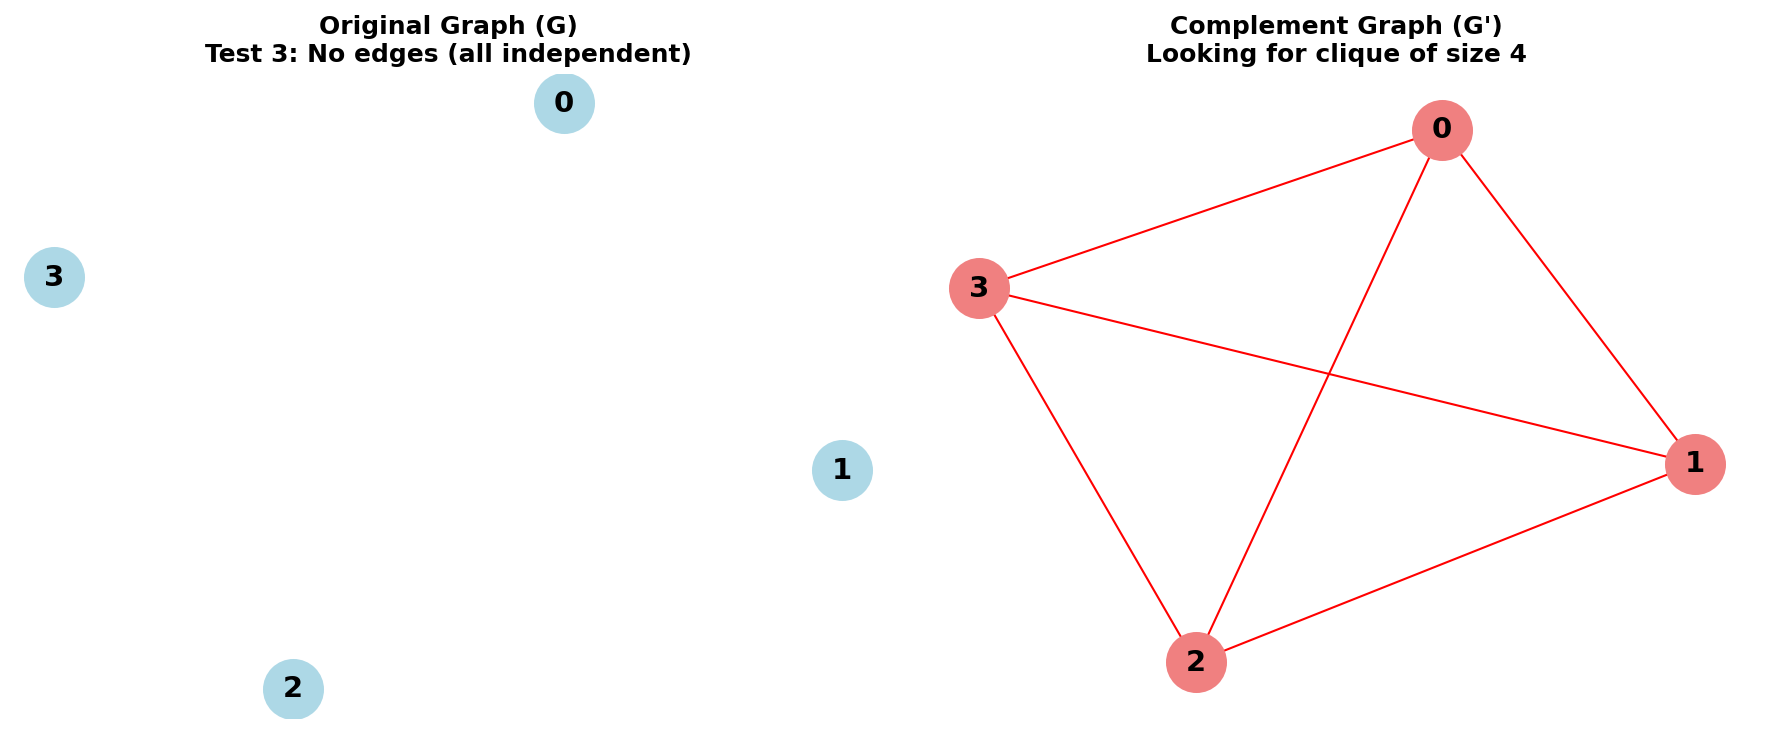 Original Graph (G)
Test 3: No edges (all independent)
0
3
1
2
Complement Graph (G')
Looking for clique of size 4
0
3
1
2